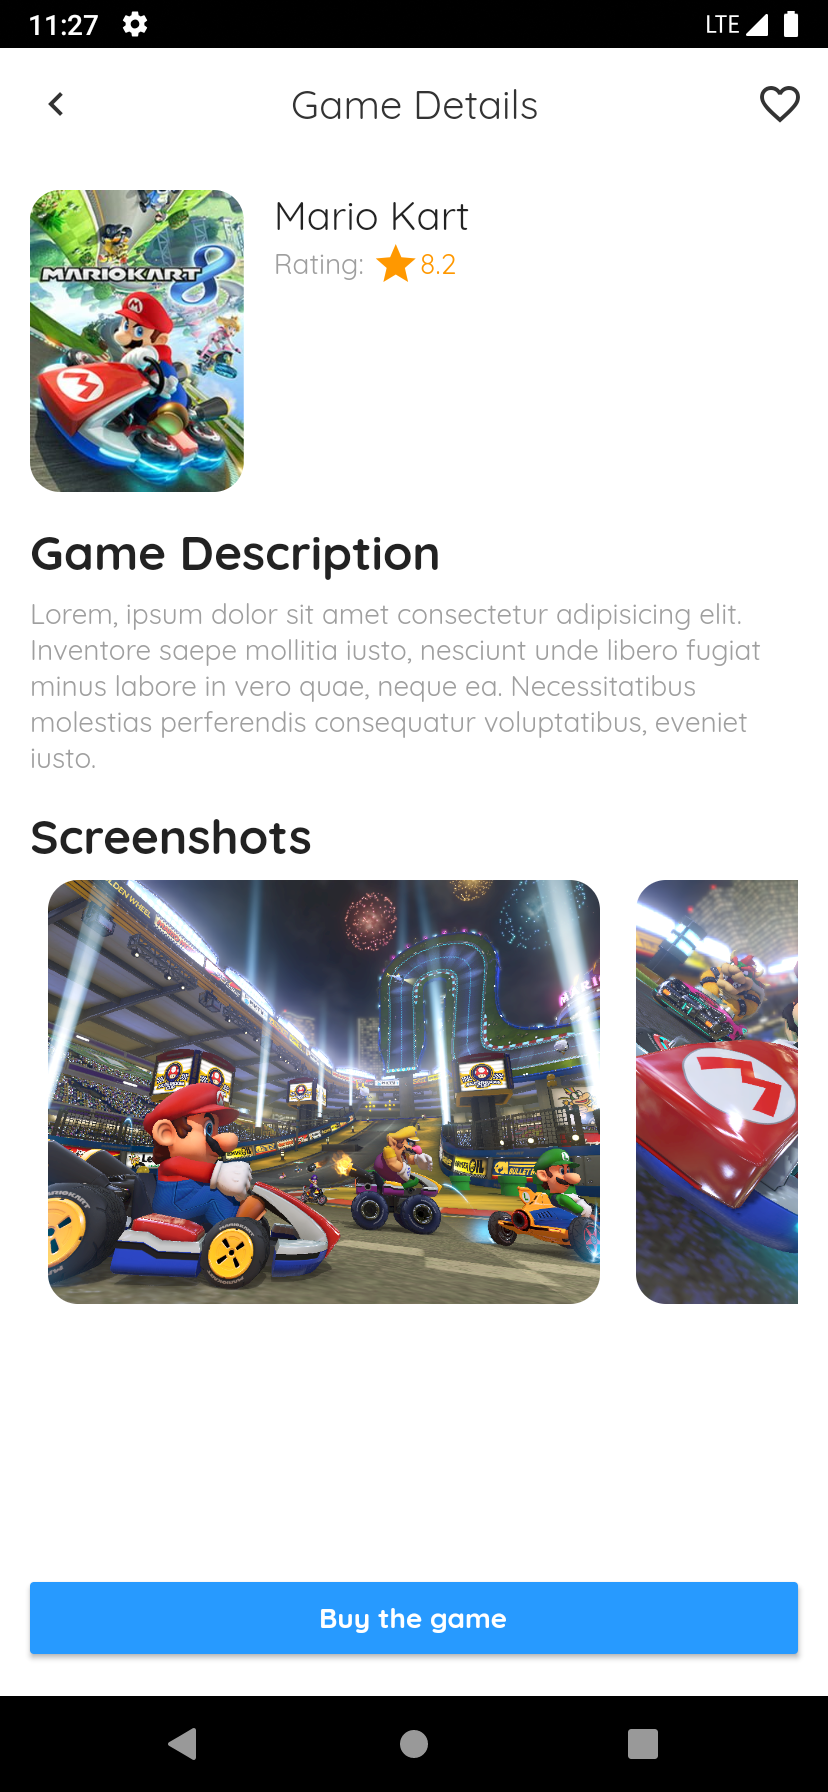 11:27
LTE
Game Details
MARIOKART 8
Mario Kart
Rating: 8.2
Game Description
Lorem, ipsum dolor sit amet consectetur adipisicing elit.
Inventore saepe mollitia iusto, nesciunt unde libero fugiat
minus labore in vero quae, neque ea. Necessitatibus
molestias perferendis consequatur voluptatibus, eveniet
iusto.
Screenshots
Buy the game